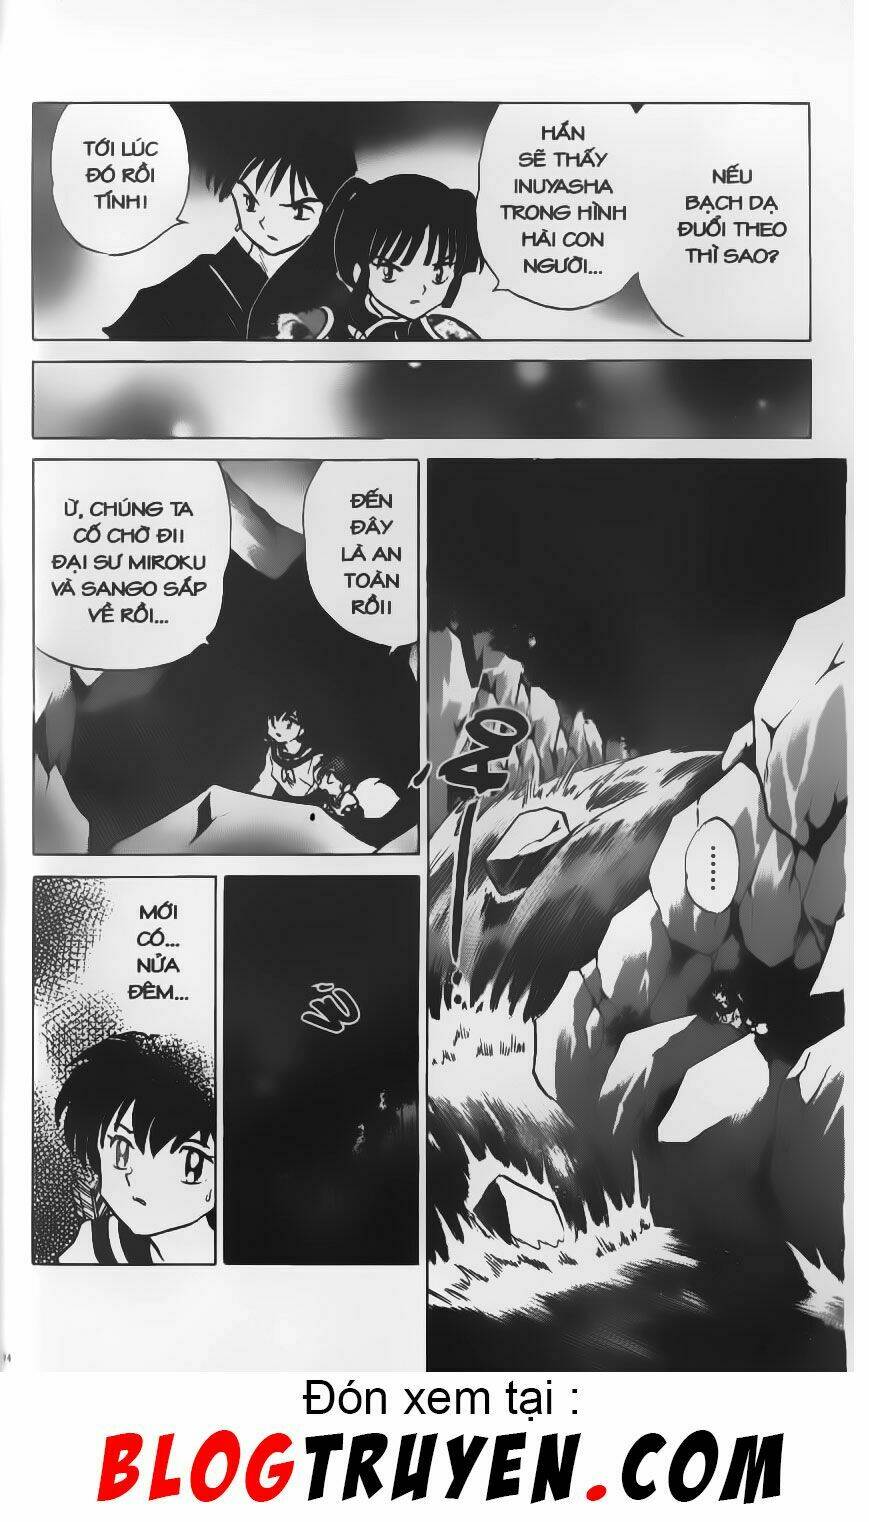 NẾU
BẠCH DẠ
ĐUỔI THEO
THÌ SAO?
HẮN
SẼ THẤY
INUYASHA
TRONG HÌNH
HÀI CON
NGƯỜI...
TỚI LÚC
ĐÓ RỒI
TÍNH!
ÀO
......
ĐẾN
ĐÂY
LÀ AN
TOÀN
RỒI!
Ừ, CHÚNG TA
CỐ CHỜ ĐI!
ĐẠI SƯ MIROKU
VÀ SANGO SẮP
VỀ RỒI...
VÙ
MỚI
CÓ...
NỬA
ĐÊM...
Đón xem tại :
BLOGTRUYEN.COM